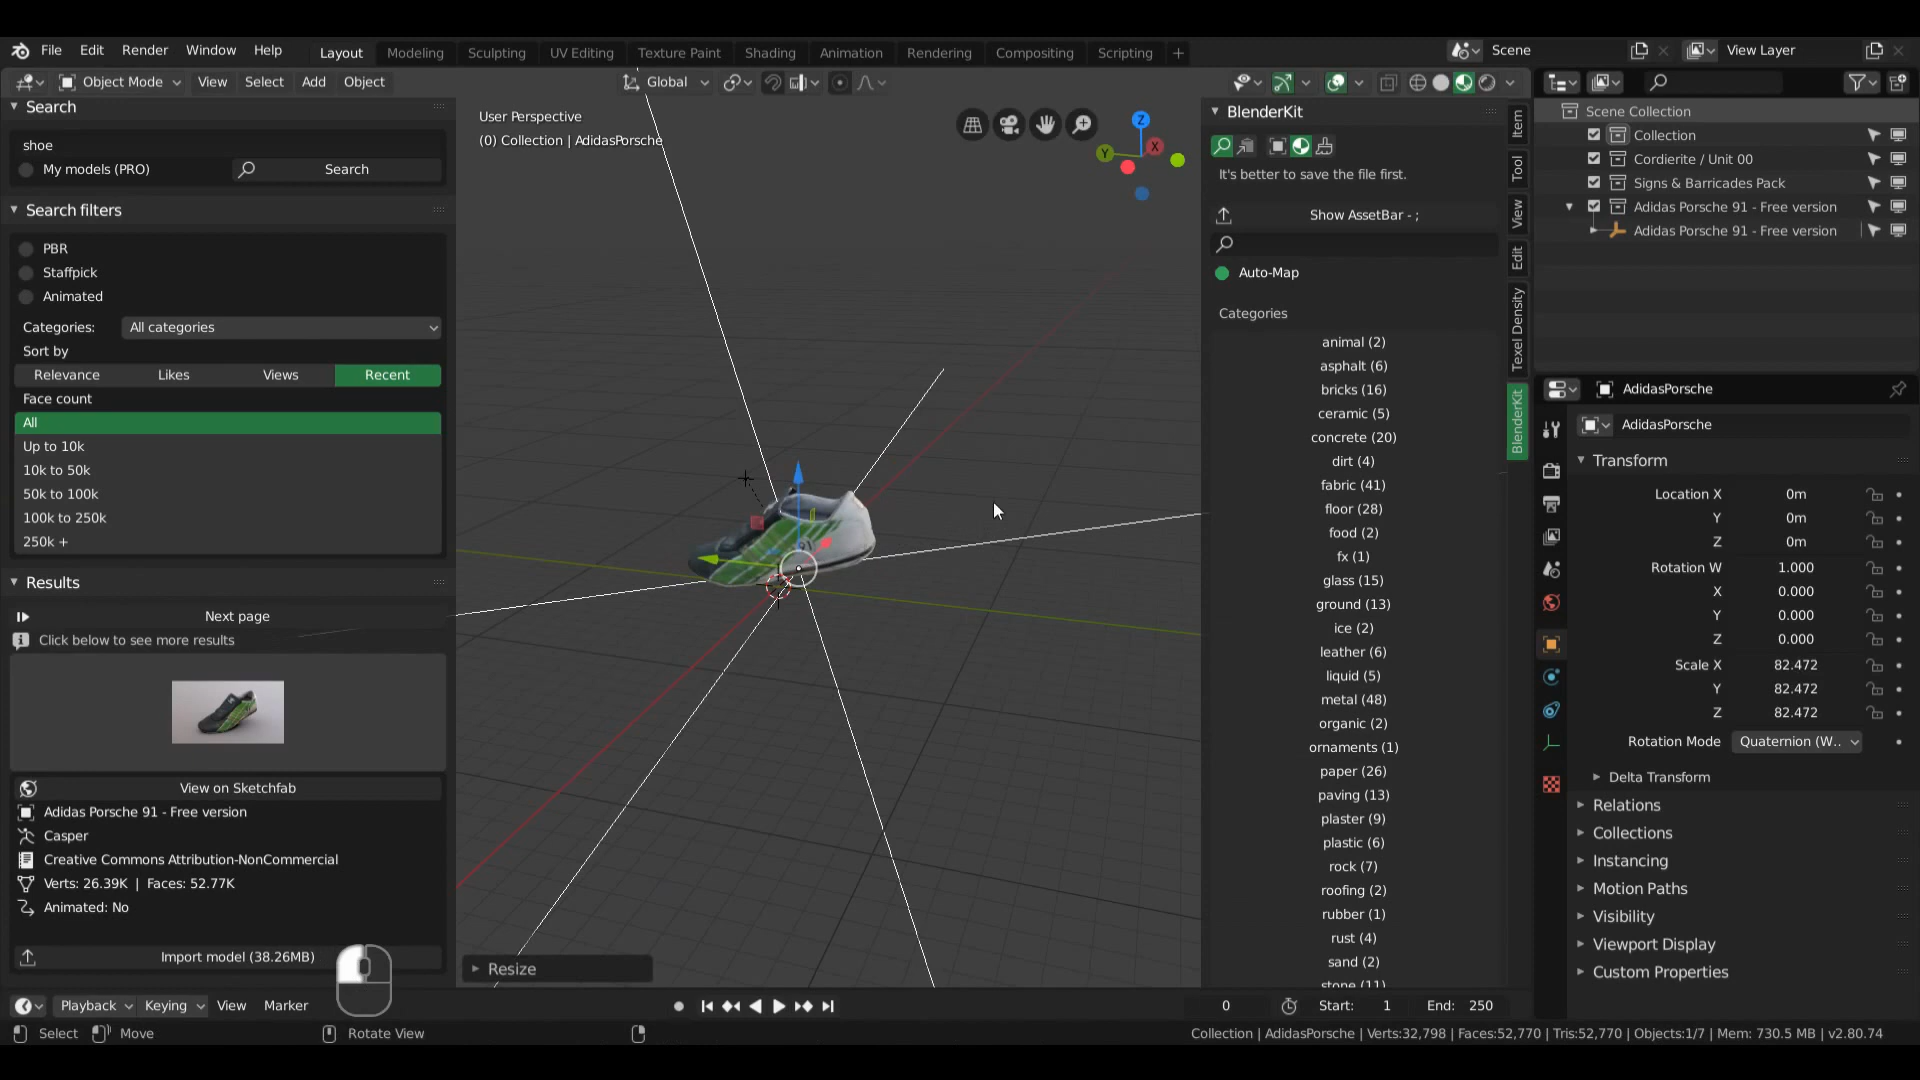 File Edit Render Window Help
Layout Modeling Sculpting UV Editing Texture Paint Shading Animation Rendering Compositing Scripting +
Scene
View Layer
Object Mode View Select Add Object
Global
Search
shoe
My models (PRO)
Search
Search filters
PBR
Staffpick
Animated
Categories: All categories
Sort by
Relevance Likes Views Recent
Face count
All
Up to 10k
10k to 50k
50k to 100k
100k to 250k
250k +
Results
Next page
Click below to see more results
View on Sketchfab
Adidas Porsche 91 - Free version
Casper
Creative Commons Attribution-NonCommercial
Verts: 26.39K | Faces: 52.77K
Animated: No
Import model (38.26MB)
User Perspective
(0) Collection | AdidasPorsche
Z
Y
X
Resize
BlenderKit
It's better to save the file first.
Show AssetBar - ;
Auto-Map
Categories
animal (2)
asphalt (6)
bricks (16)
ceramic (5)
concrete (20)
dirt (4)
fabric (41)
floor (28)
food (2)
fx (1)
glass (15)
ground (13)
ice (2)
leather (6)
liquid (5)
metal (48)
organic (2)
ornaments (1)
paper (26)
paving (13)
plaster (9)
plastic (6)
rock (7)
roofing (2)
rubber (1)
rust (4)
sand (2)
stone (11)
Item
Tool
View
Edit
Texel Density
BlenderKit
Scene Collection
Collection
Cordierite / Unit 00
Signs & Barricades Pack
Adidas Porsche 91 - Free version
Adidas Porsche 91 - Free version
AdidasPorsche
AdidasPorsche
Transform
Location X 0m
Y 0m
Z 0m
Rotation W 1.000
X 0.000
Y 0.000
Z 0.000
Scale X 82.472
Y 82.472
Z 82.472
Rotation Mode Quaternion (W..
Delta Transform
Relations
Collections
Instancing
Motion Paths
Visibility
Viewport Display
Custom Properties
Playback Keying View Marker
0 Start: 1 End: 250
Select Move Rotate View
Collection | AdidasPorsche | Verts:32,798 | Faces:52,770 | Tris:52,770 | Objects:1/7 | Mem: 730.5 MB | v2.80.74